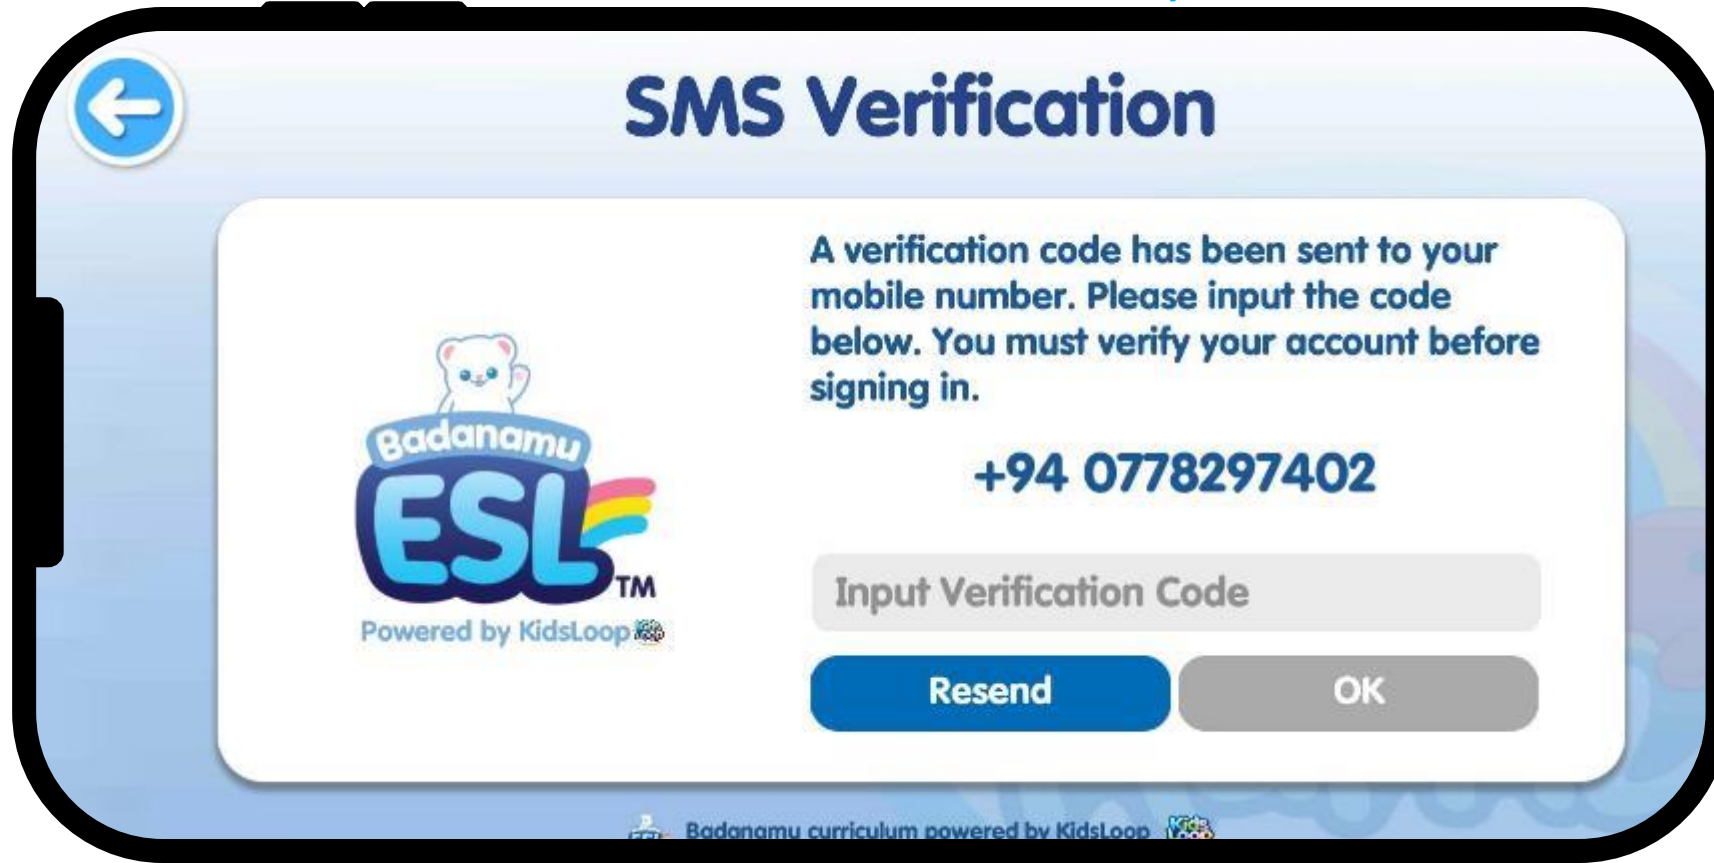 SMS Verification
A verification code has been sent to your
mobile number. Please input the code
below. You must verify your account before
signing in.
+94 0778297402
Input Verification Code
Resend
OK
Badanamu
ESL
TM
Powered by KidsLoop
Badanamu curriculum powered by KidsLoop
Kids
Loop